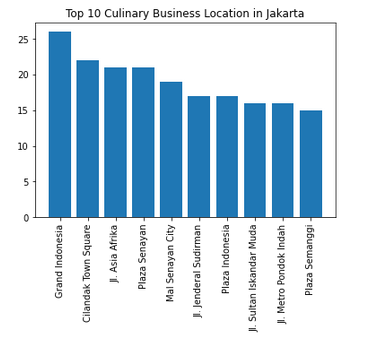 Top 10 Culinary Business Location in Jakarta
25
20
15
10
5
0
Grand Indonesia
Cilandak Town Square
Jl. Asia Afrika
Plaza Senayan
Mal Senayan City
Jl. Jenderal Sudirman
Plaza Indonesia
Jl. Sultan Iskandar Muda
Jl. Metro Pondok Indah
Plaza Semanggi